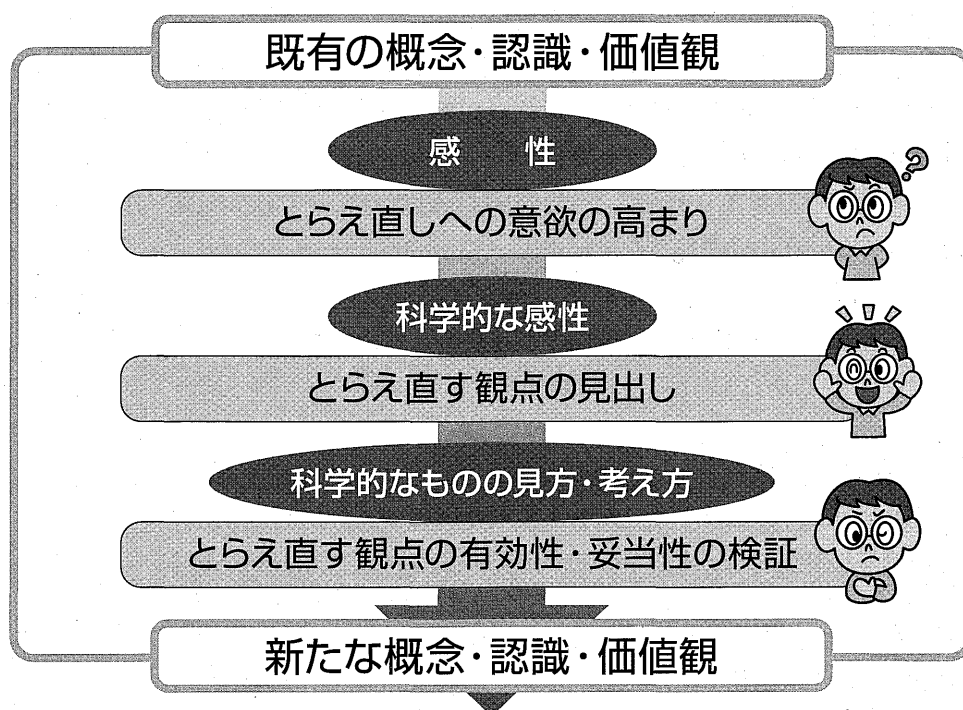 既有の概念・認識・価値観
感　性
とらえ直しへの意欲の高まり
?
科学的な感性
とらえ直す観点の見出し
科学的なものの見方・考え方
とらえ直す観点の有効性・妥当性の検証
新たな概念・認識・価値観